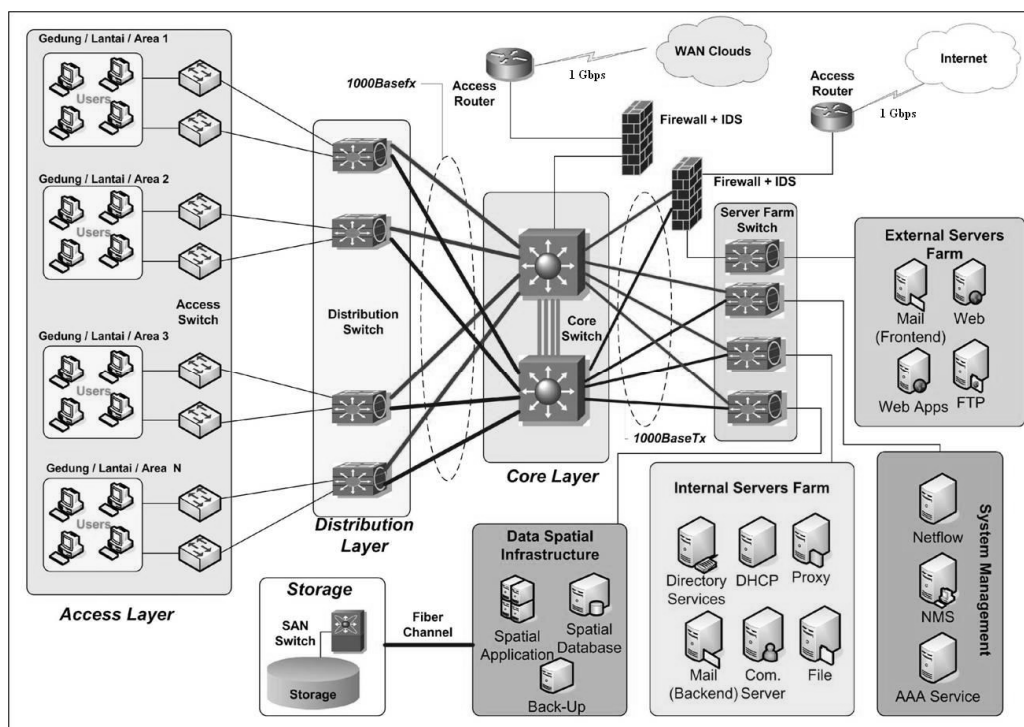 Gedung / Lantai / Area 1
Users
Gedung / Lantai / Area 2
Users
Access
Switch
Gedung / Lantai / Area 3
Users
Gedung / Lantai / Area N
Users
Access Layer
1000Basefx
Distribution
Switch
Distribution
Layer
Access
Router
1 Gbps
WAN Clouds
Firewall + IDS
Access
Router
1 Gbps
Internet
Firewall + IDS
Core
Switch
Core Layer
1000BaseTx
Server Farm
Switch
External Servers
Farm
Mail
(Frontend)
Web
Web Apps
FTP
Storage
SAN
Switch
Storage
Fiber
Channel
Data Spatial
Infrastructure
Spatial
Application
Spatial
Database
Back-Up
Internal Servers Farm
Directory
Services
DHCP
Proxy
Mail
(Backend)
Com.
Server
File
System Management
Netflow
NMS
AAA Service